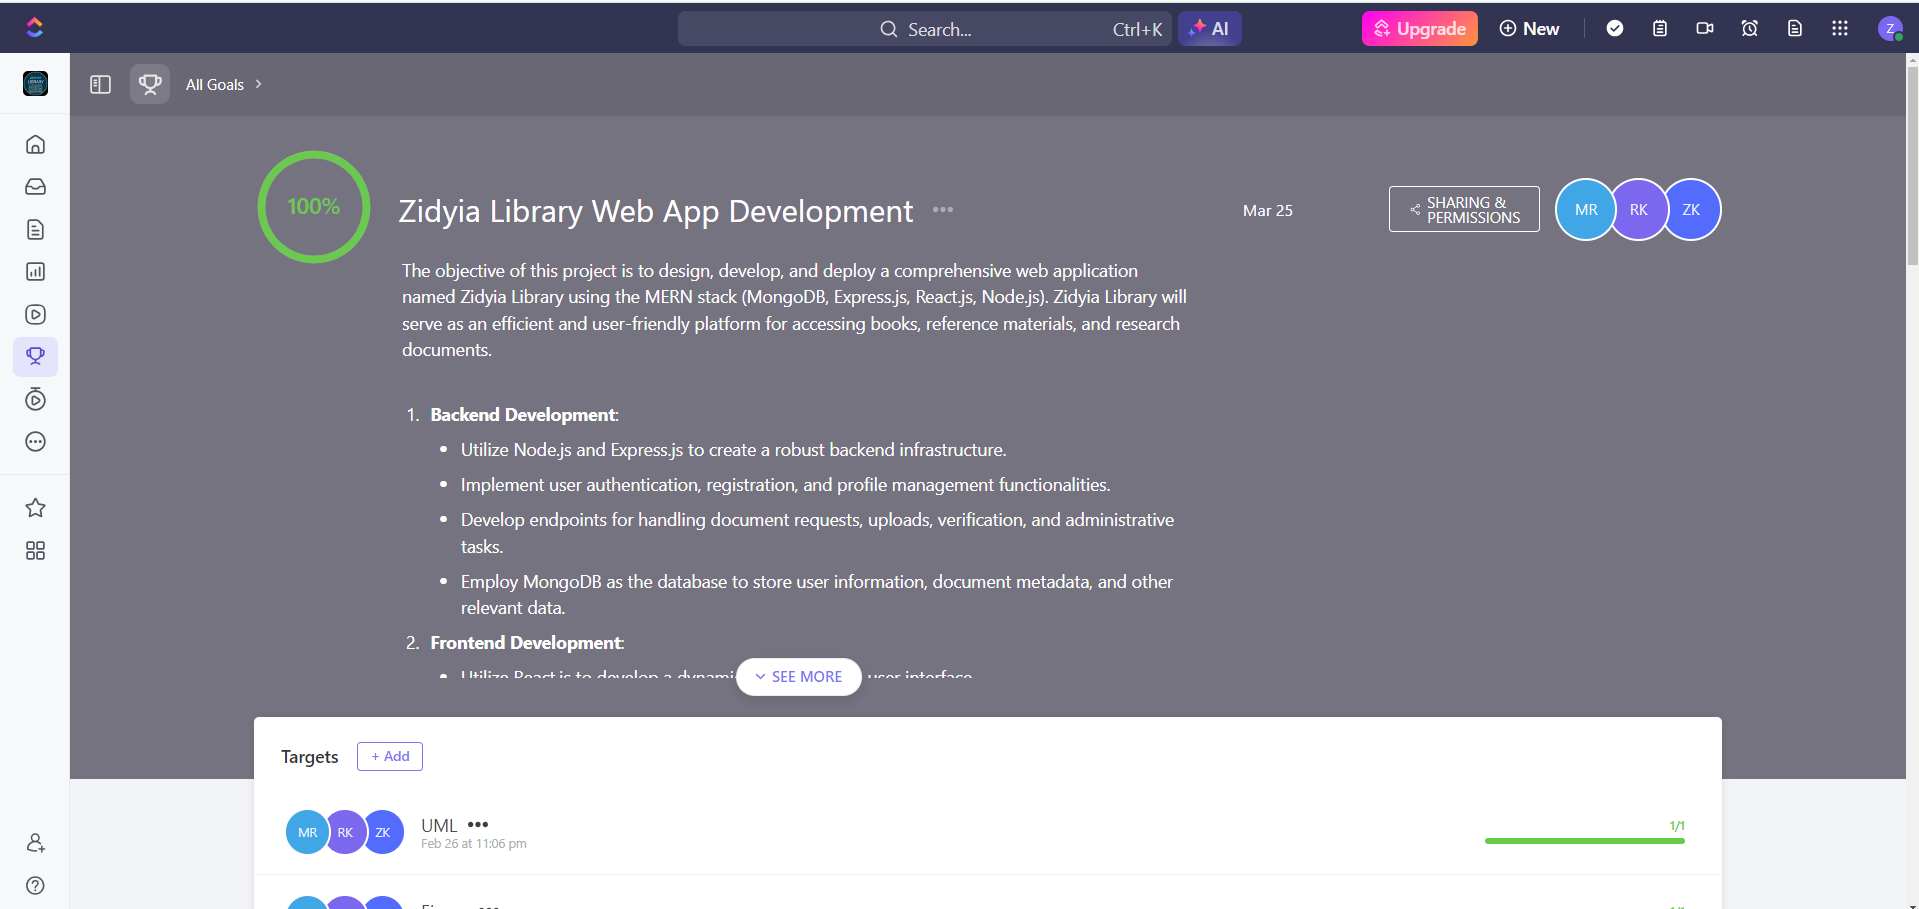 Search...
Ctrl+K
AI
Upgrade
New
Z
All Goals
100%
Zidyia Library Web App Development
Mar 25
SHARING &
PERMISSIONS
MR
RK
ZK
The objective of this project is to design, develop, and deploy a comprehensive web application
named Zidyia Library using the MERN stack (MongoDB, Express.js, React.js, Node.js). Zidyia Library will
serve as an efficient and user-friendly platform for accessing books, reference materials, and research
documents.
1. Backend Development:
• Utilize Node.js and Express.js to create a robust backend infrastructure.
• Implement user authentication, registration, and profile management functionalities.
• Develop endpoints for handling document requests, uploads, verification, and administrative
tasks.
• Employ MongoDB as the database to store user information, document metadata, and other
relevant data.
2. Frontend Development:
• Utilize React.js to develop a dynami
user interface.
SEE MORE
Targets
+ Add
MR
RK
ZK
UML
Feb 26 at 11:06 pm
1/1